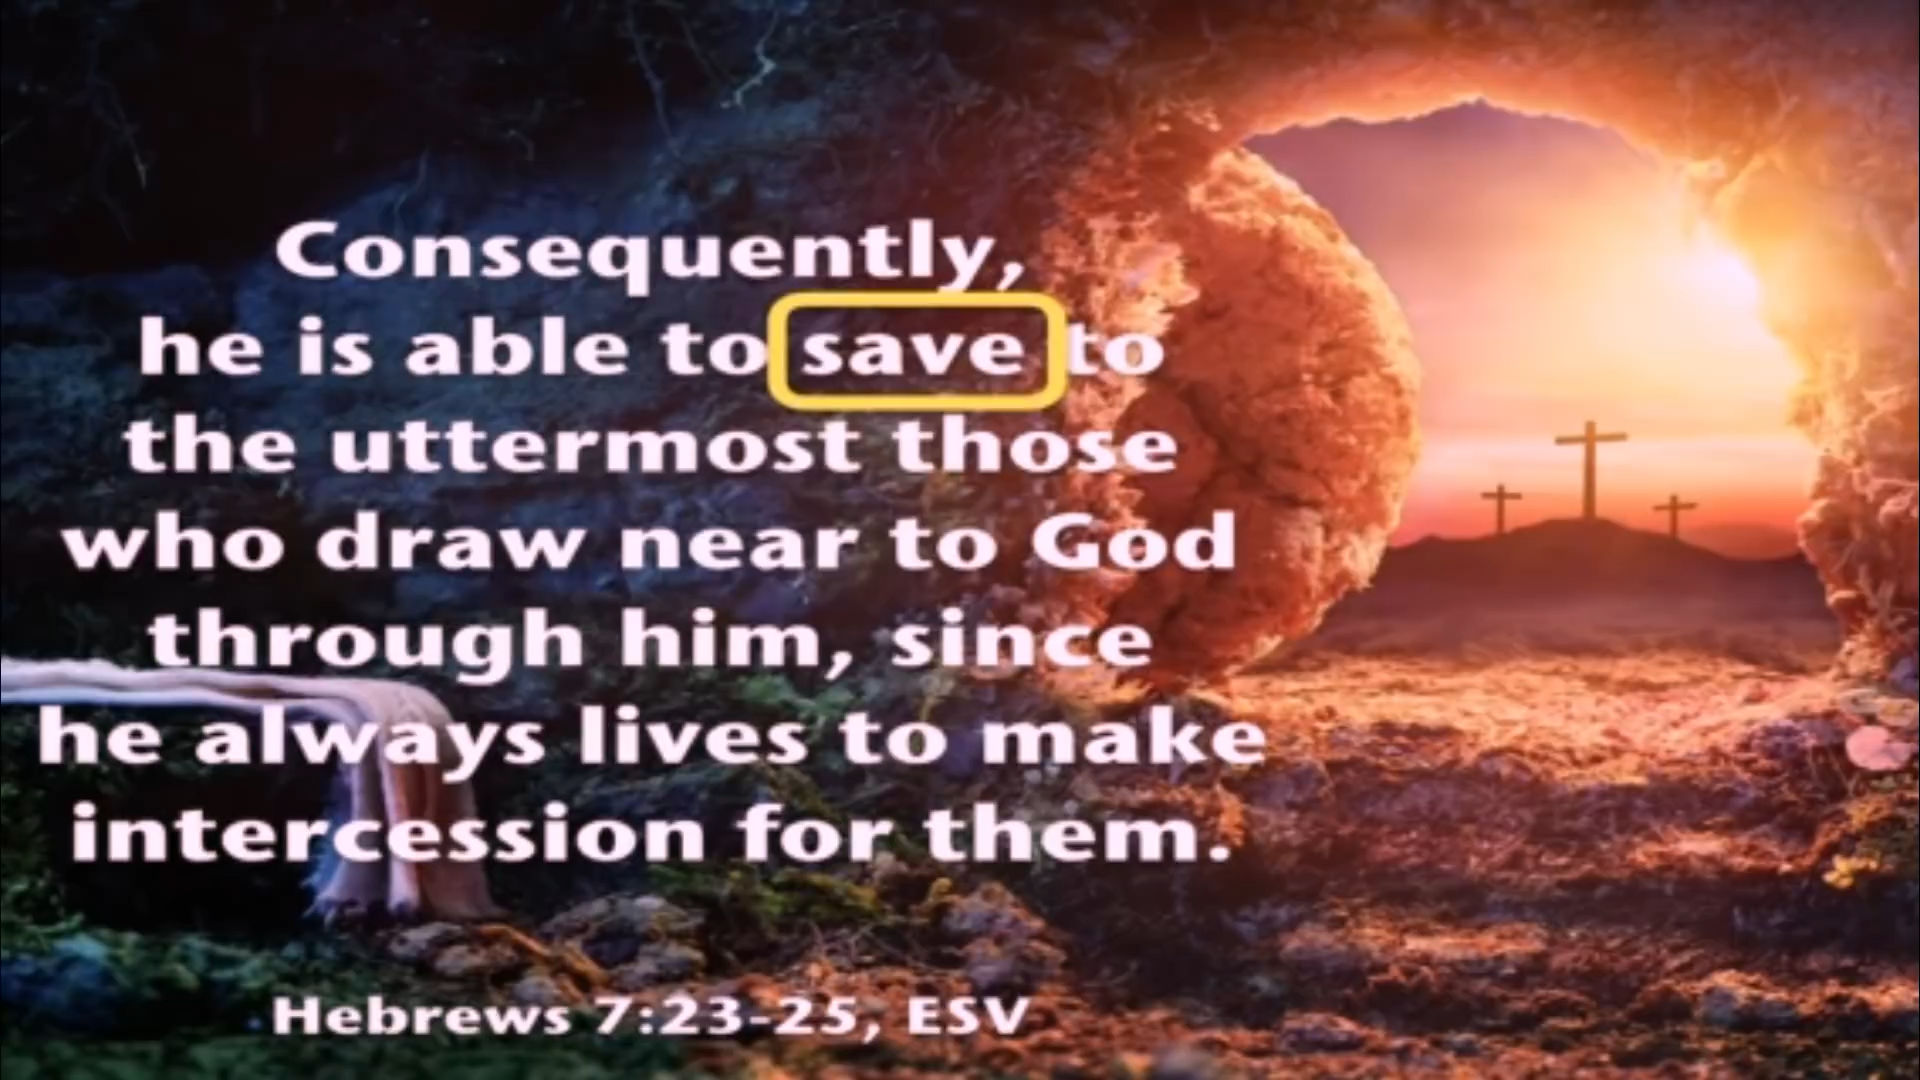 Consequently,
he is able to save to
the uttermost those
who draw near to God
through him, since
he always lives to make
intercession for them.
Hebrews 7:23-25, ESV